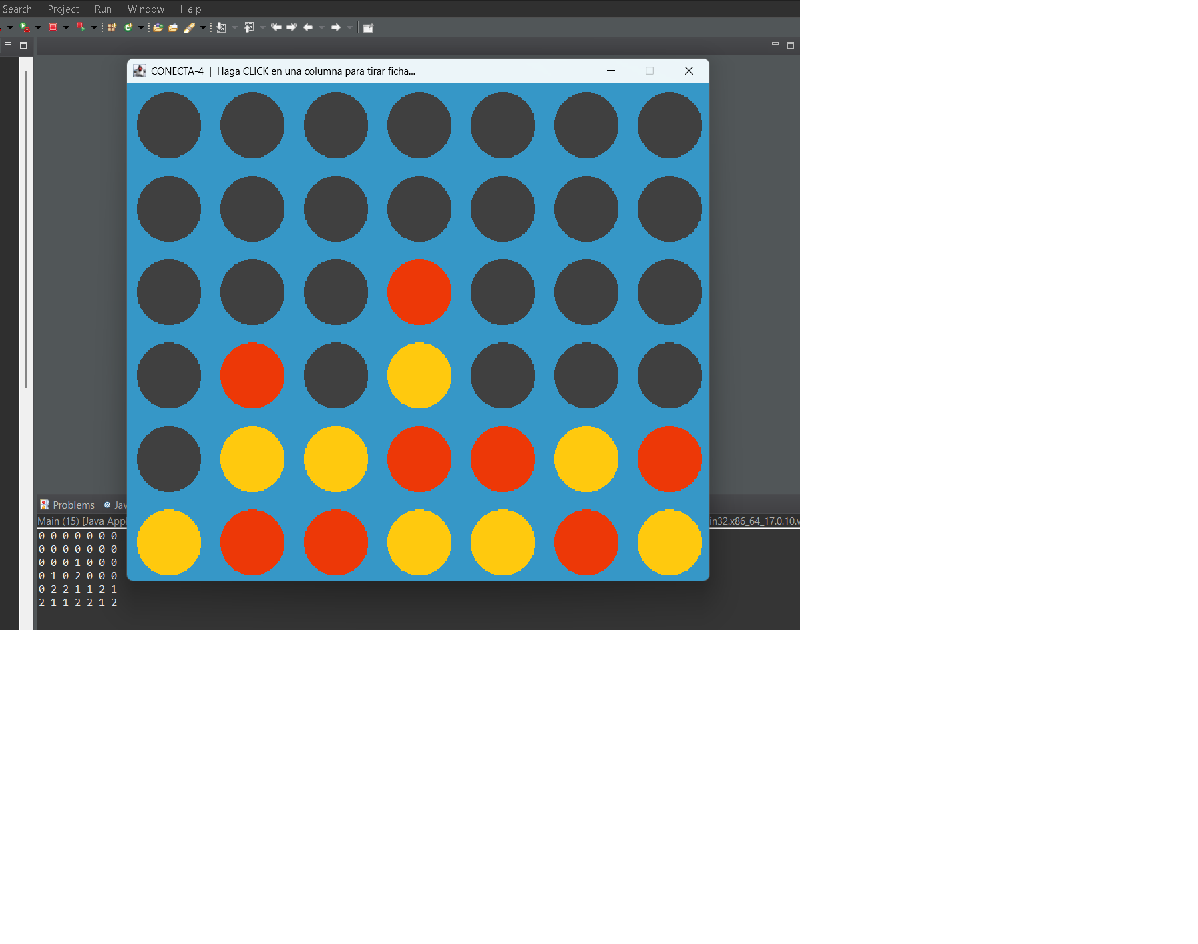 Search Project Run Window Help
CONECTA-4 | Haga CLICK en una columna para tirar ficha...
Problems Jav
Main (15) [Java Appl in32.x86_64_17.0.10.v
0 0 0 0 0 0 0
0 0 0 0 0 0 0
0 0 0 1 0 0 0
0 1 0 2 0 0 0
0 2 2 1 1 2 1
2 1 1 2 2 1 2